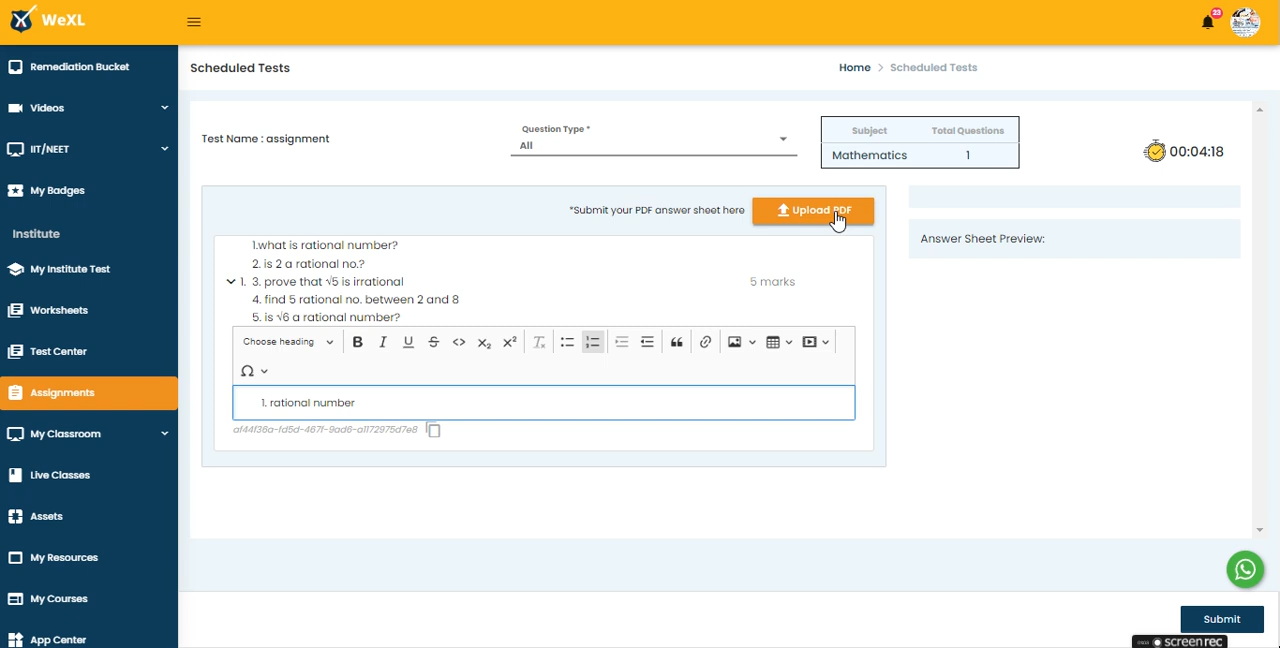 WeXL
23
Remediation Bucket
Videos
IIT/NEET
My Badges
Institute
My Institute Test
Worksheets
Test Center
Assignments
My Classroom
Live Classes
Assets
My Resources
My Courses
App Center
Scheduled Tests
Home > Scheduled Tests
Test Name : assignment
Question Type *
All
Subject Total Questions
Mathematics 1
00:04:18
*Submit your PDF answer sheet here
Upload PDF
Answer Sheet Preview:
1.what is rational number?
2. is 2 a rational no.?
1. 3. prove that √5 is irrational 5 marks
4. find 5 rational no. between 2 and 8
5. is √6 a rational number?
Choose heading
1. rational number
af44f36a-fd5d-467f-9ad6-a1172975d7e8
Submit
screenrec